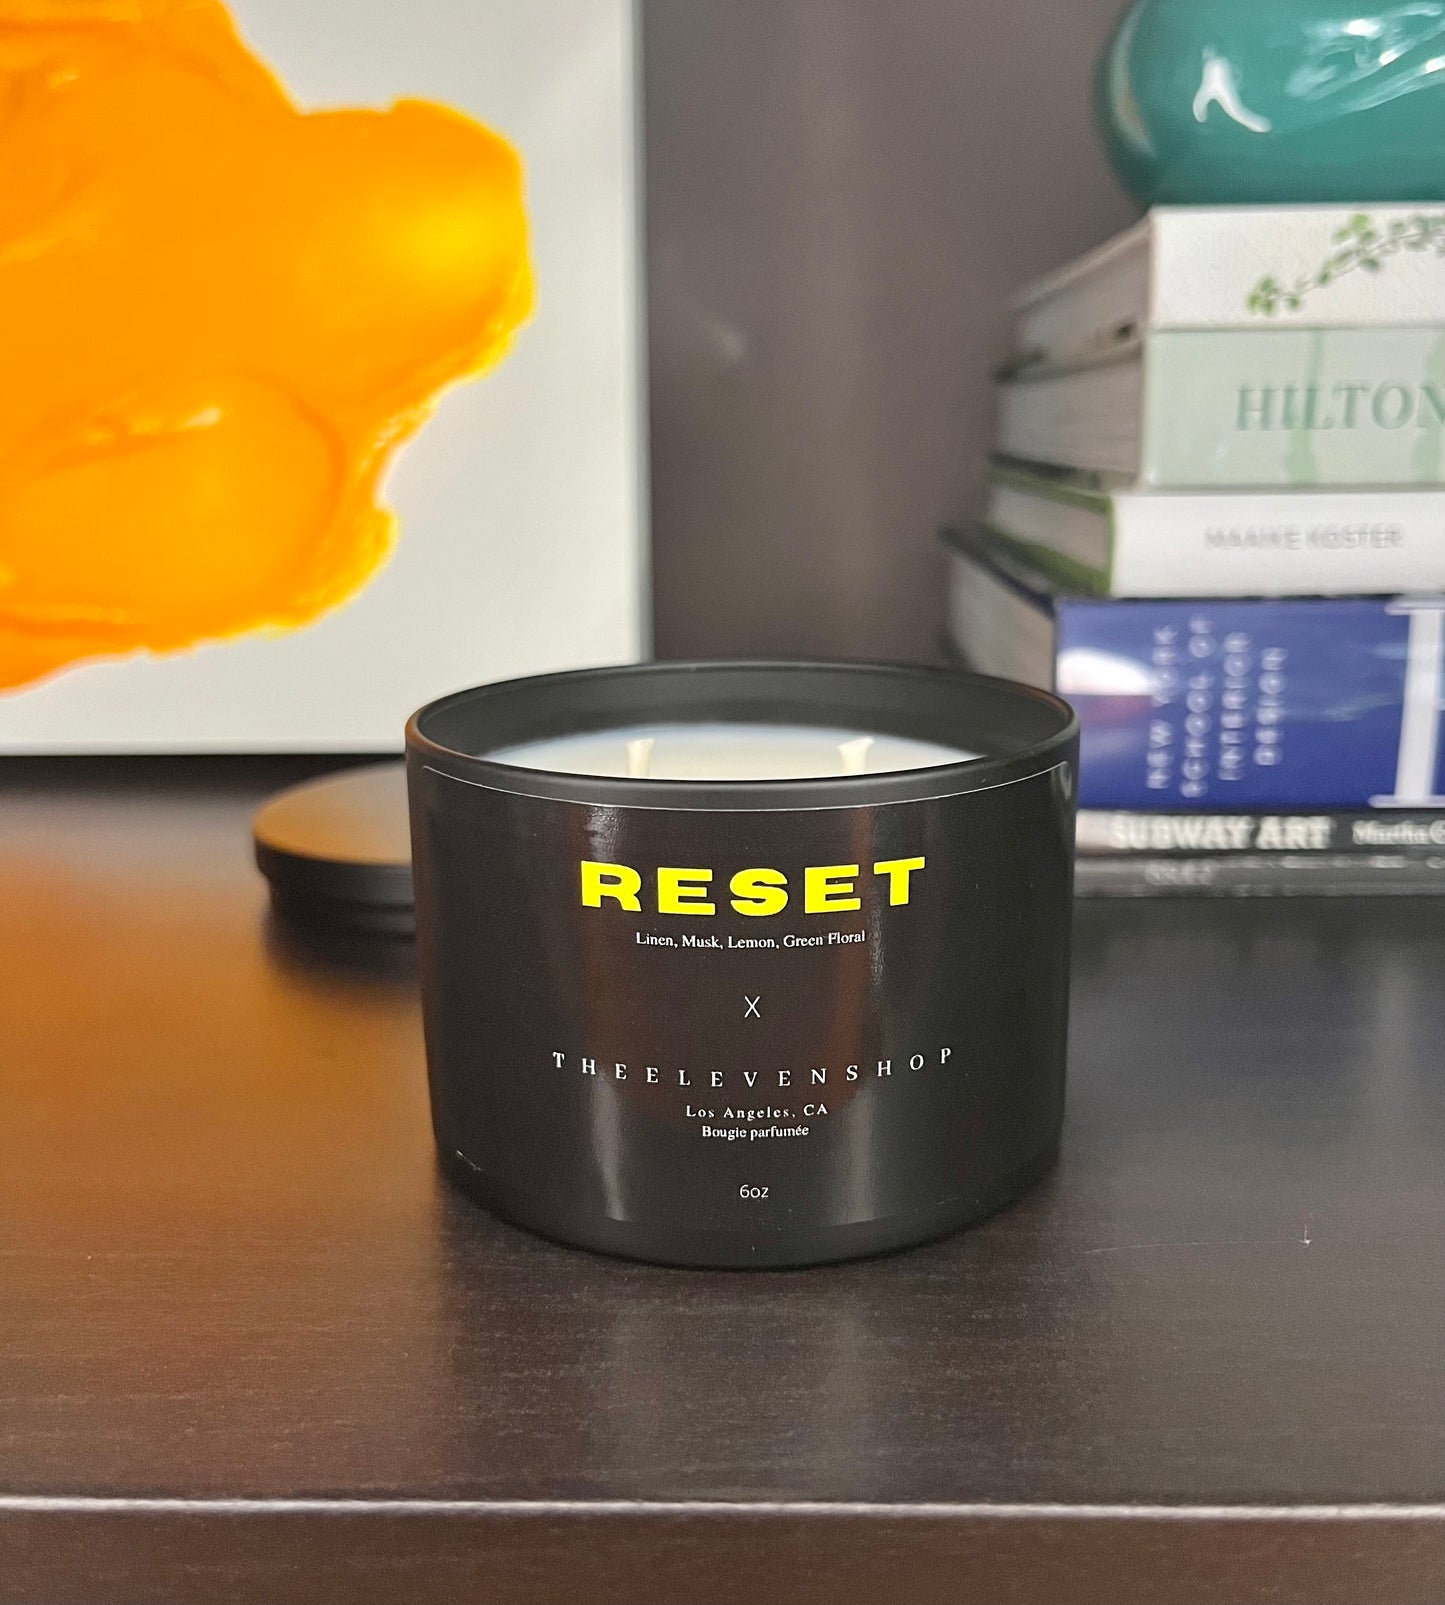 RESET
Linen, Musk, Lemon, Green Floral
X
THEELEVENSHOP
Los Angeles, CA
Bougie parfumée
6oz
HILTON
MAAIKE KOSTER
NEW YORK
SCHOOL OF
INTERIOR
DESIGN
SUBWAY ART Martha